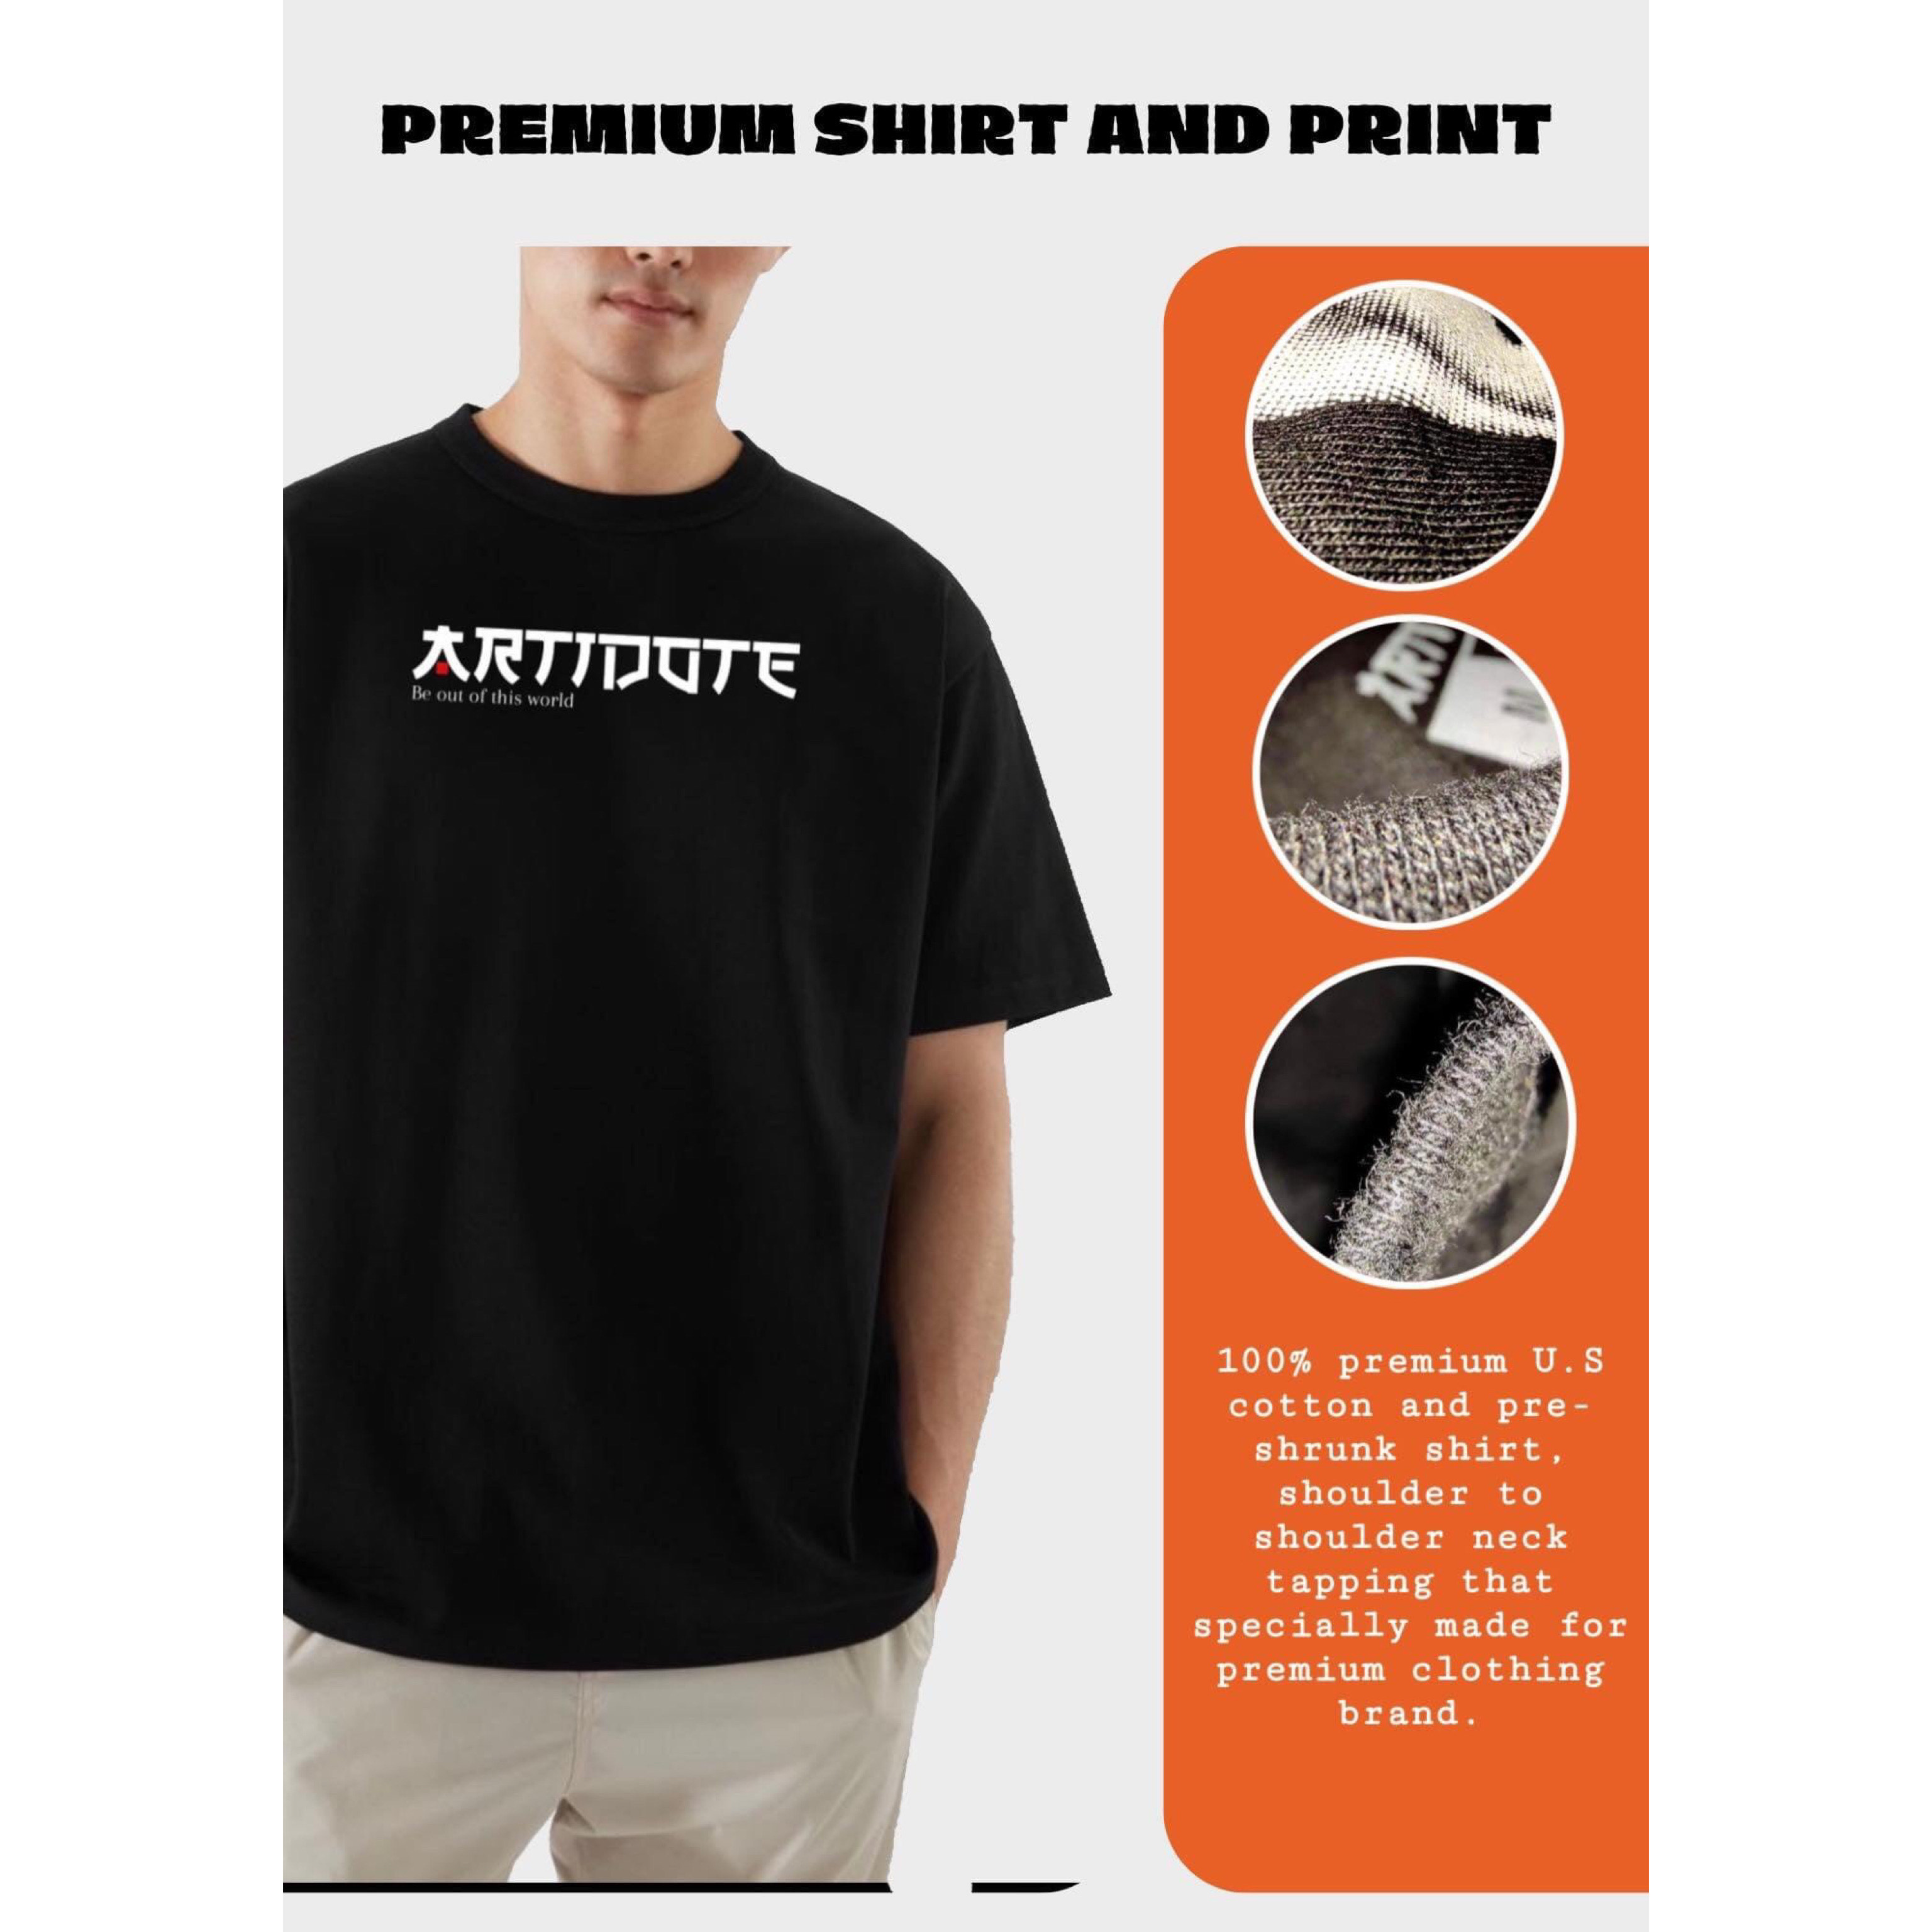 PREMIUM SHIRT AND PRINT
ARTIDOTE
Be out of this world
ARTI
M
100% premium U.S
cotton and pre-
shrunk shirt,
shoulder to
shoulder neck
tapping that
specially made for
premium clothing
brand.